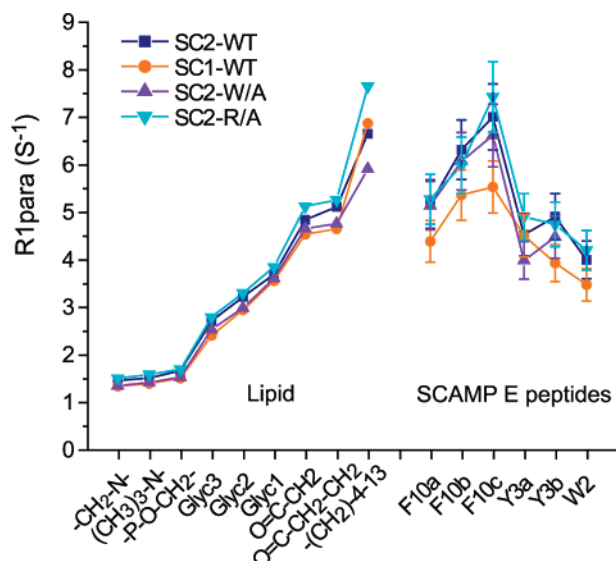 9
8
7
6
5
4
3
2
1
0
R1para (S⁻¹)
SC2-WT
SC1-WT
SC2-W/A
SC2-R/A
Lipid
SCAMP E peptides
-CH₂-N-
(CH₃)₃-N-
-P-O-CH₂-
Glyc3
Glyc2
Glyc1
O=C-CH2
O=C-CH₂-CH₂
-(CH₂)4-13
F10a
F10b
F10c
Y3a
Y3b
W2